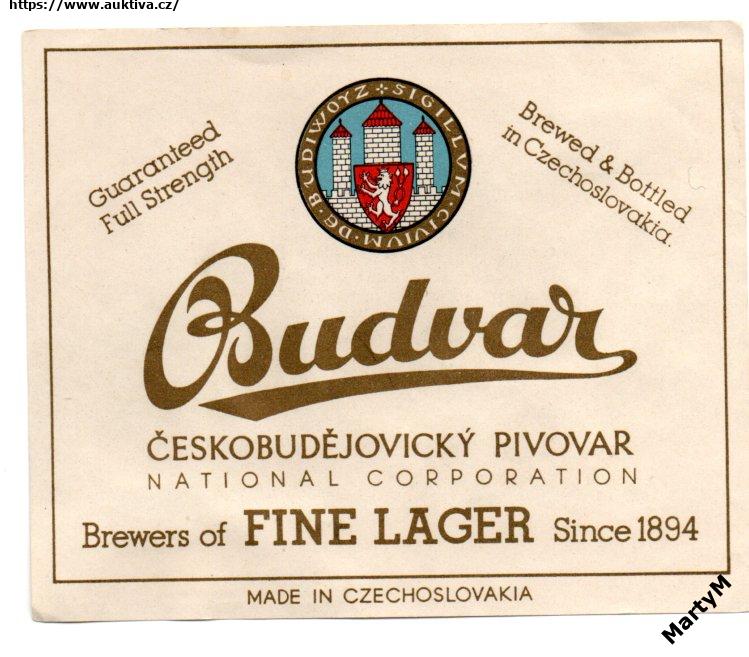 https://www.auktiva.cz/
SIGILLVM · CIVIVM · DE · BVDIWOYZ
Guaranteed
Full Strength
Brewed & Bottled
in Czechoslovakia.
Budvar
ČESKOBUDĚJOVICKÝ PIVOVAR
NATIONAL CORPORATION
Brewers of FINE LAGER Since 1894
MADE IN CZECHOSLOVAKIA
MartyM